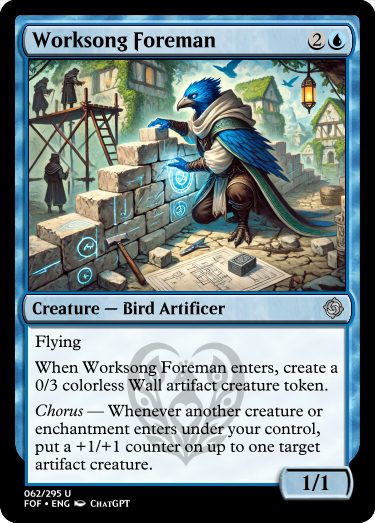 Worksong Foreman 2
Creature — Bird Artificer
Flying
When Worksong Foreman enters, create a
0/3 colorless Wall artifact creature token.
Chorus — Whenever another creature or
enchantment enters under your control,
put a +1/+1 counter on up to one target
artifact creature.
1/1
062/295 U
FOF • ENG ChatGPT